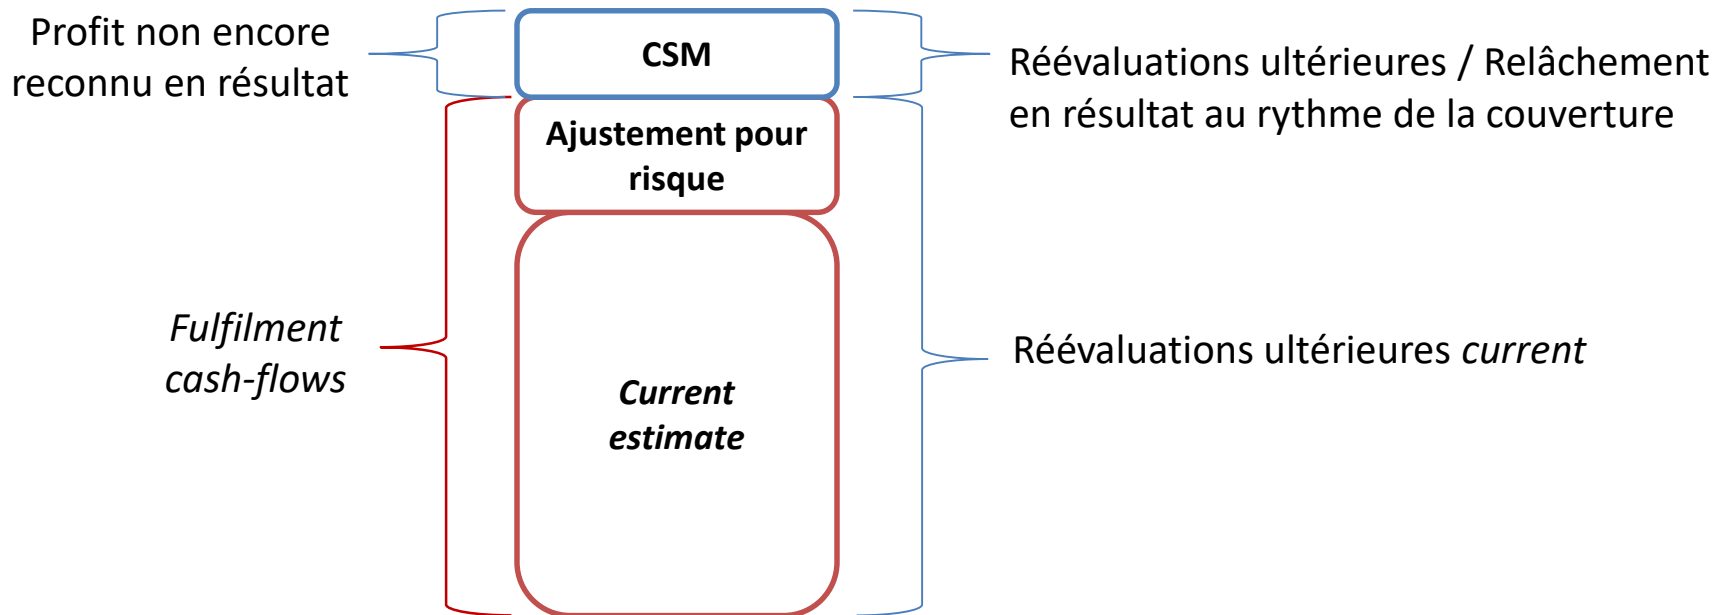 Profit non encore
reconnu en résultat
CSM
Réévaluations ultérieures / Relâchement
en résultat au rythme de la couverture
Ajustement pour
risque
Fulfilment
cash-flows
Current
estimate
Réévaluations ultérieures current